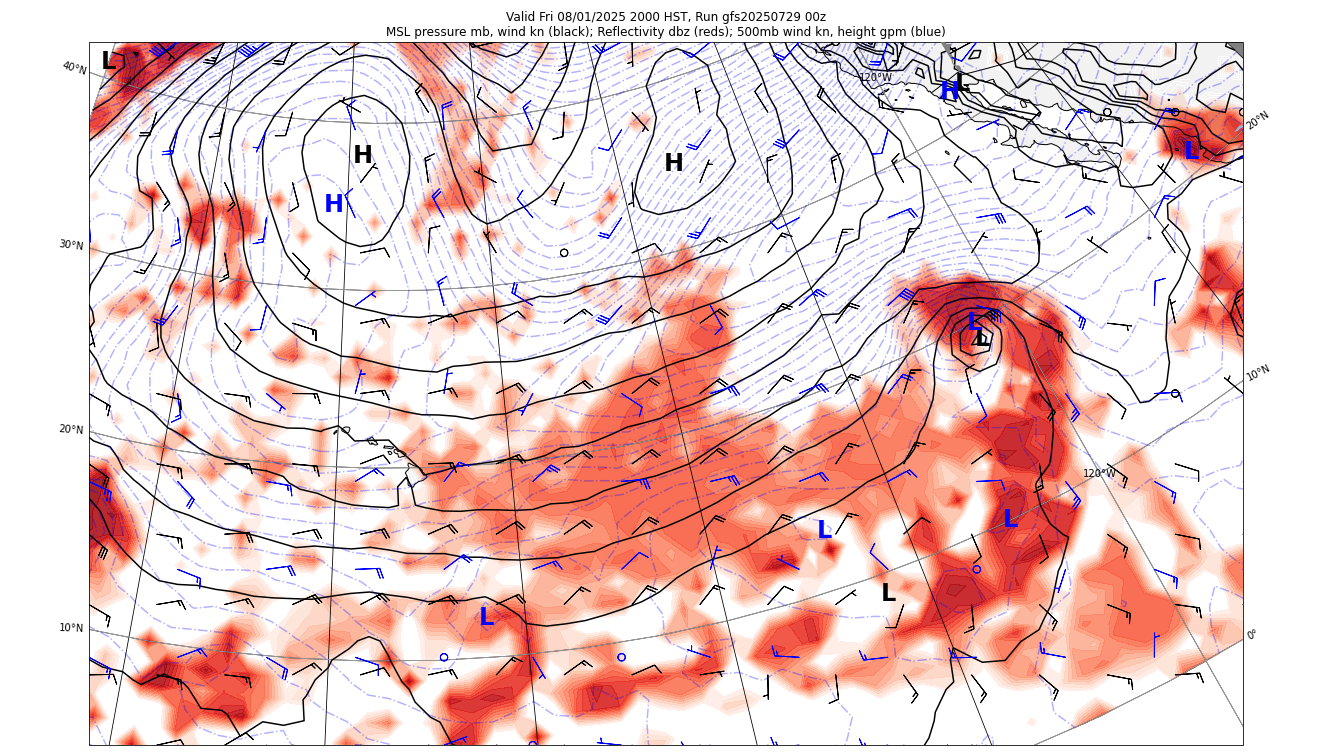 Valid Fri 08/01/2025 2000 HST, Run gfs20250729 00z
MSL pressure mb, wind kn (black); Reflectivity dbz (reds); 500mb wind kn, height gpm (blue)
L
40°N
120°W
L
H
20°N
L
H
H
H
30°N
L
L
10°N
20°N
120°W
L
L
L
L
10°N
0°